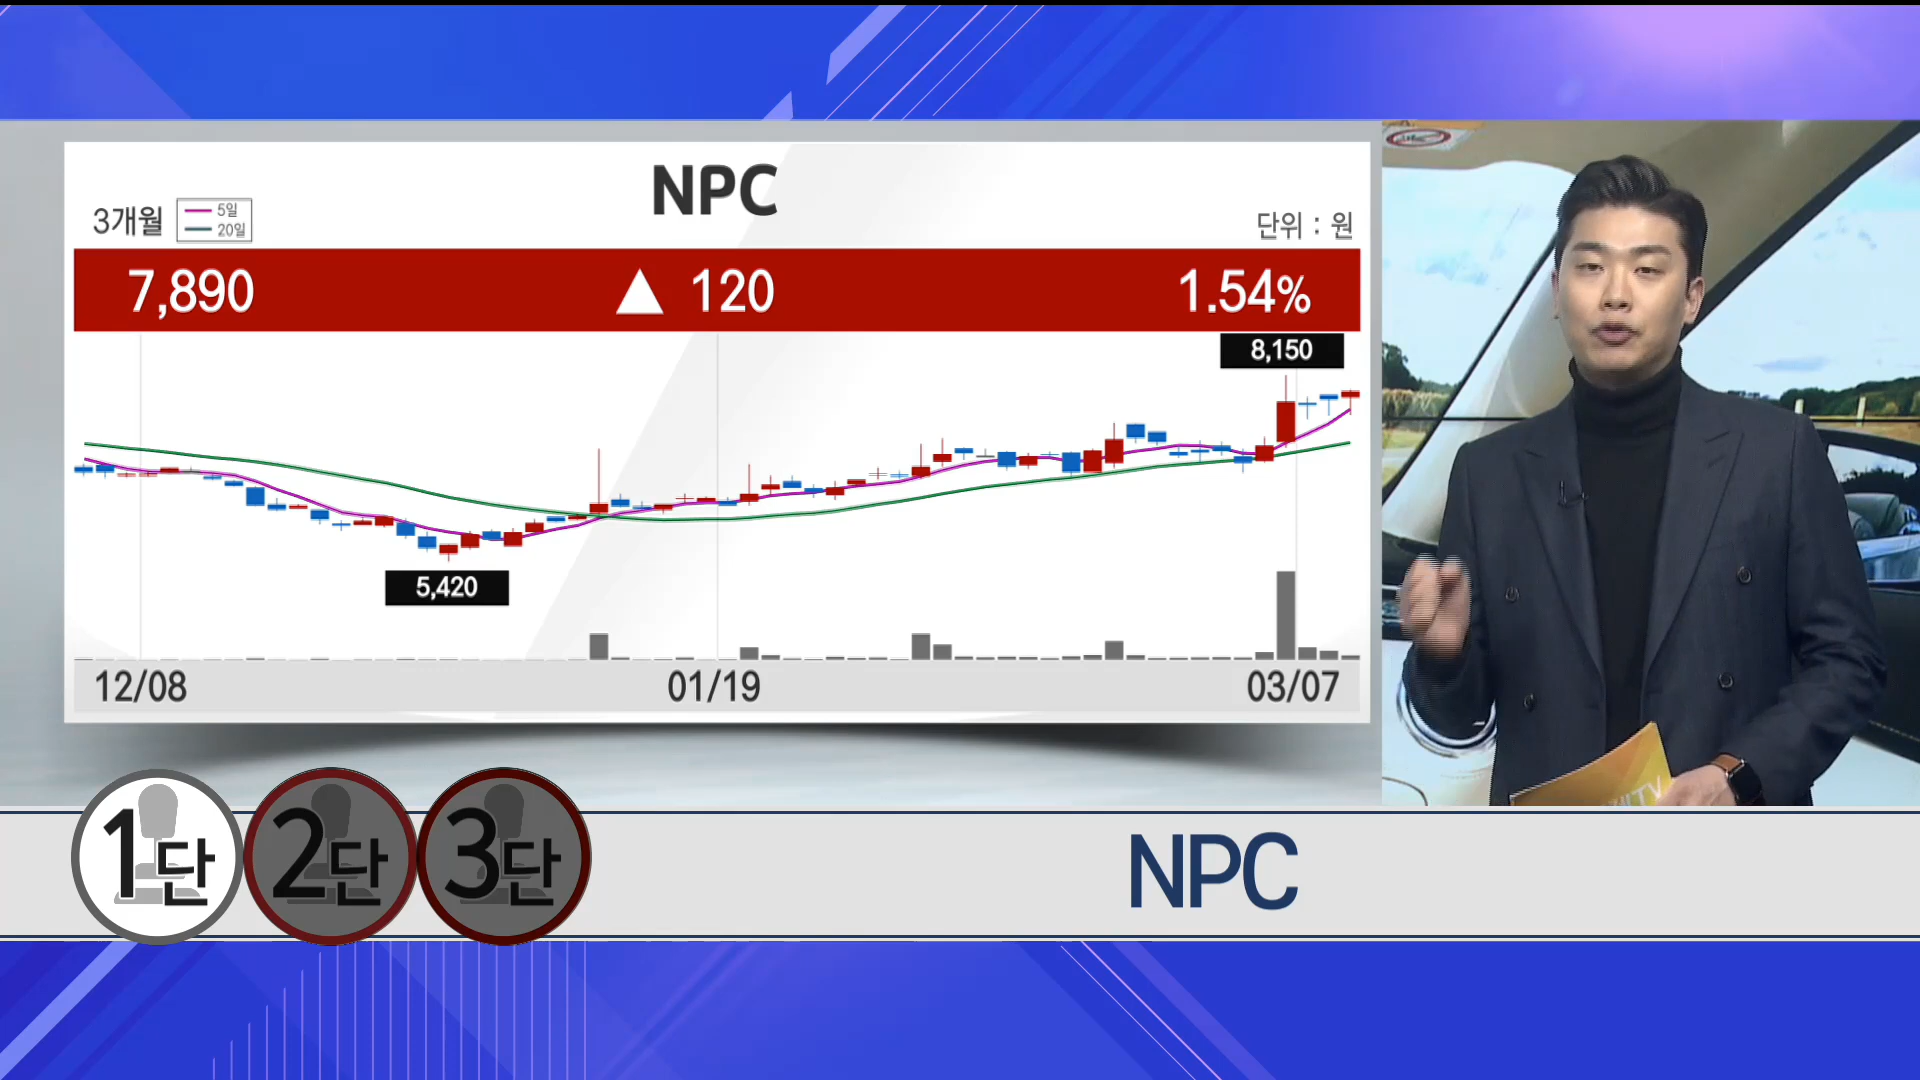 NPC
3개월
5일
20일
단위 : 원
7,890 ▲ 120 1.54%
8,150
5,420
12/08 01/19 03/07
1단 2단 3단
NPC
TV